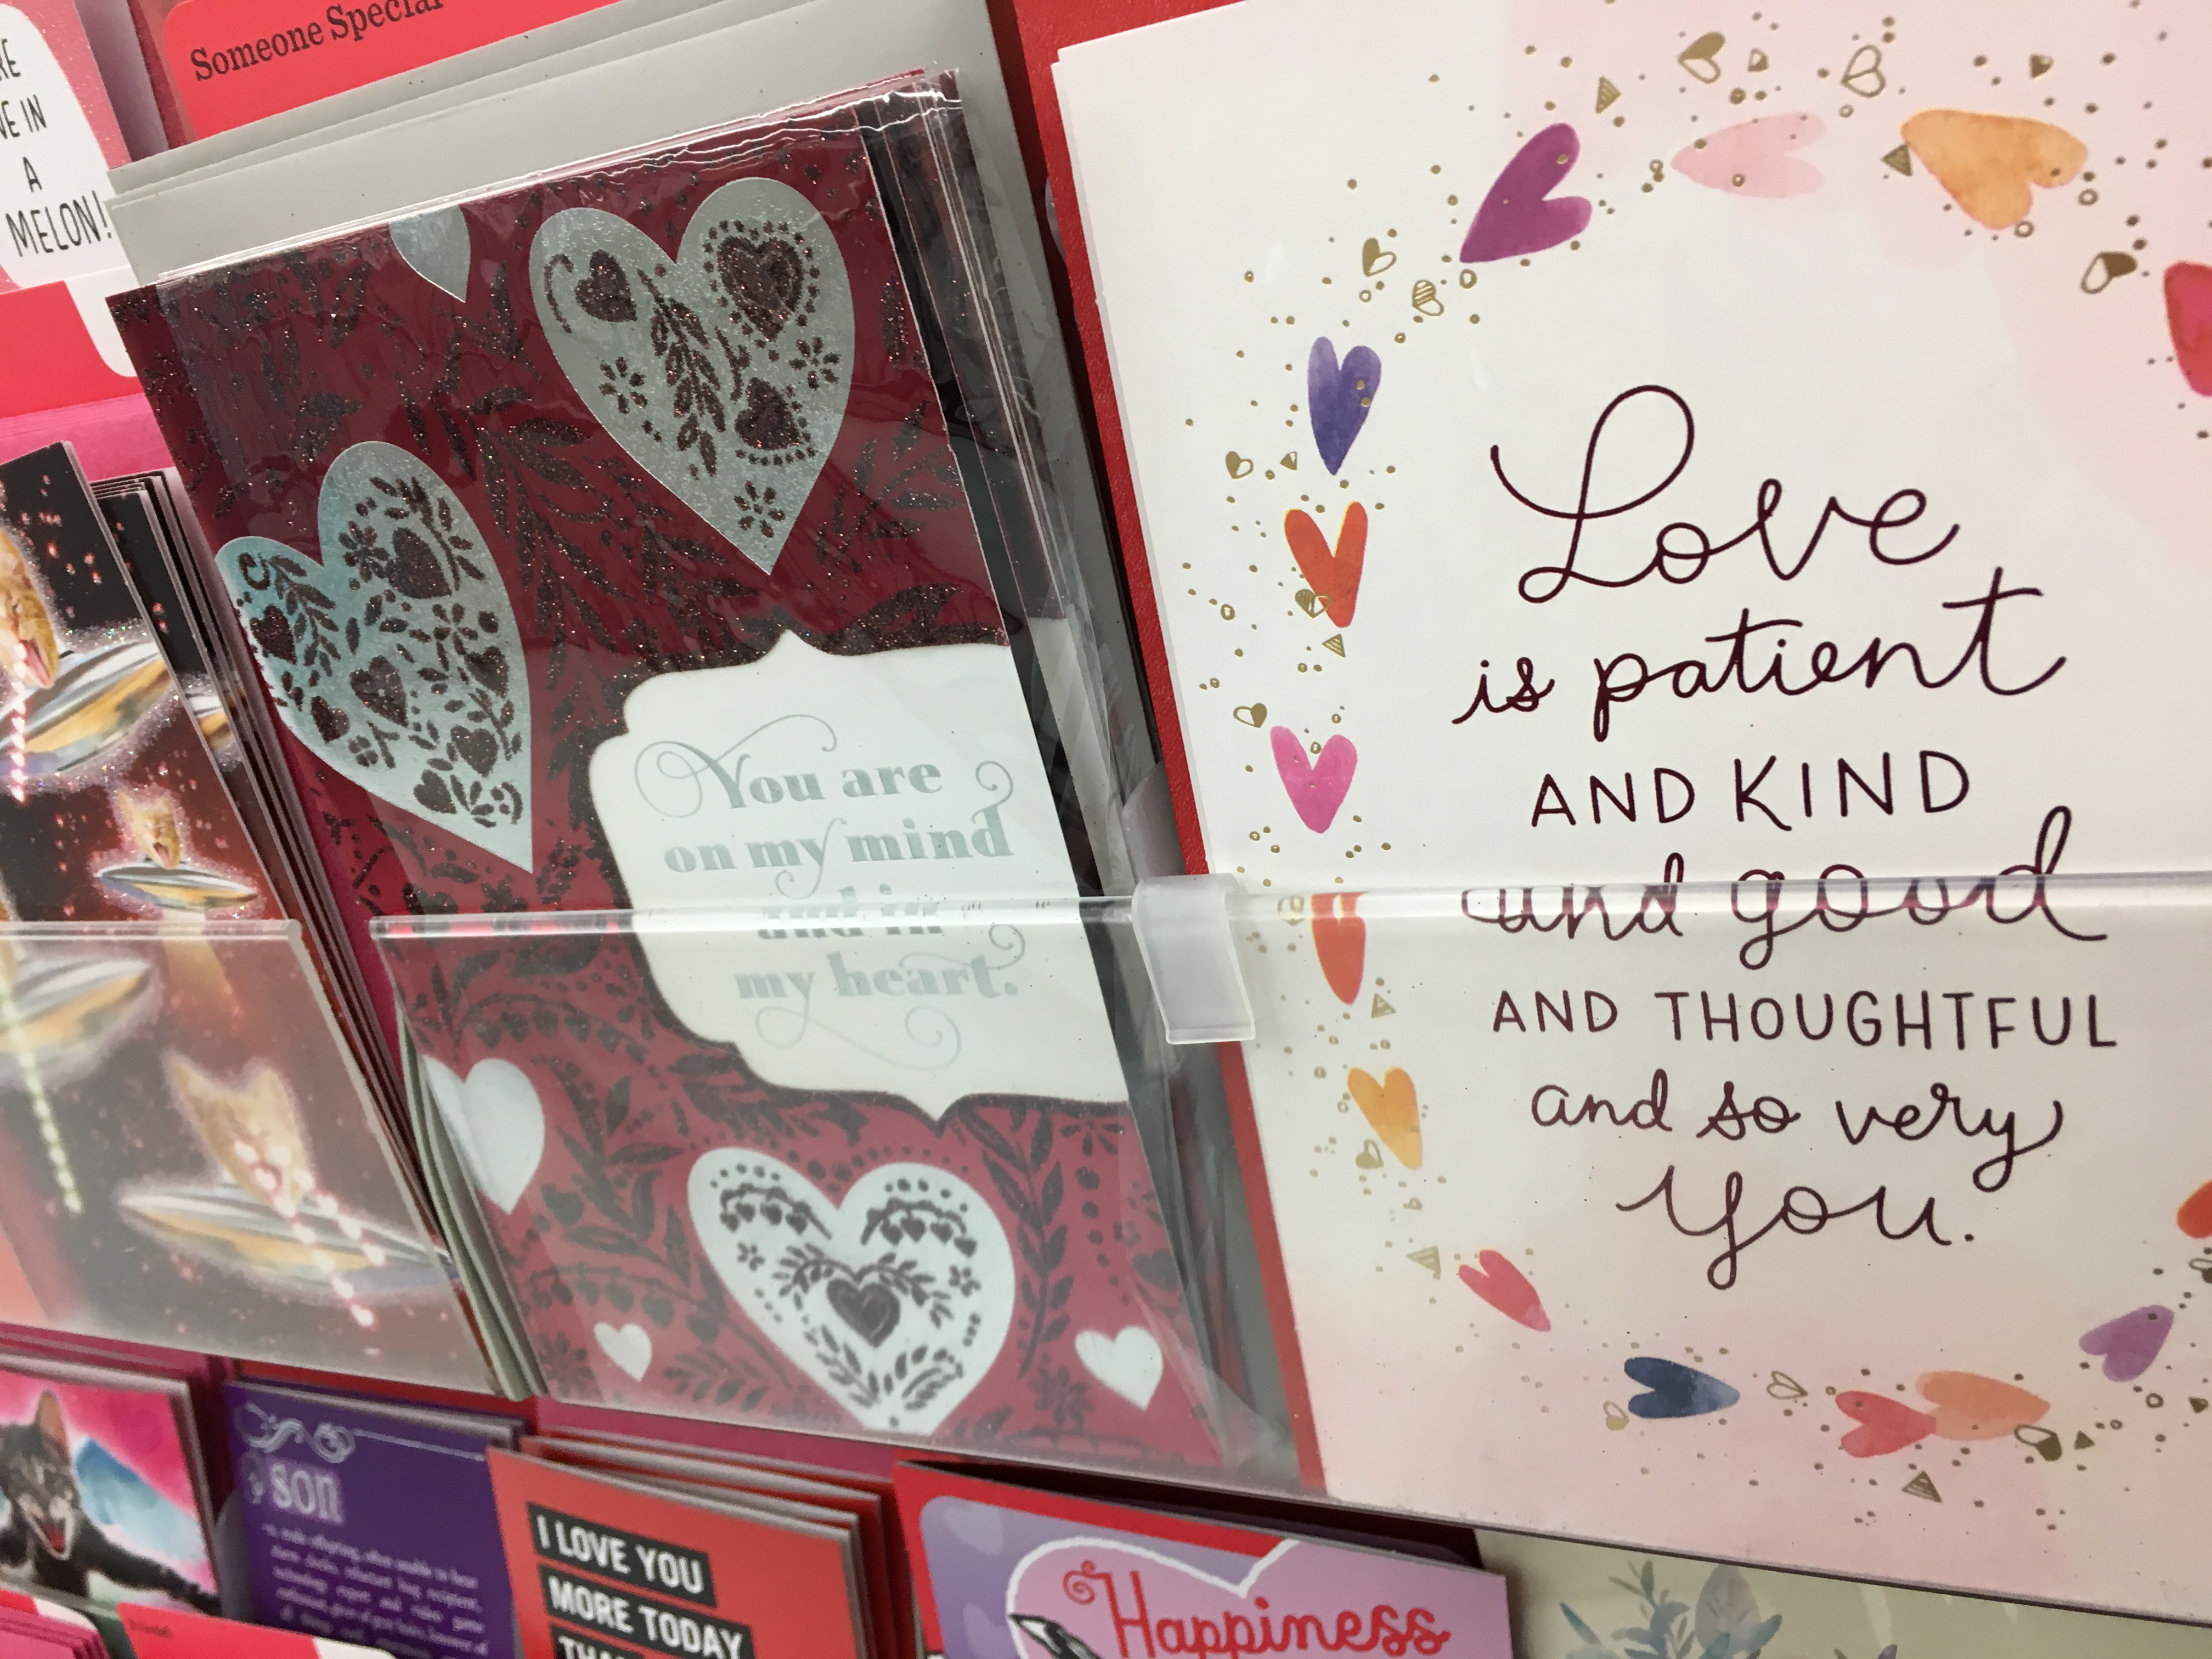 Someone Special
IN
A
MELON!
You are
on my mind
and in
my heart.
Love
is patient
AND KIND
and good
AND THOUGHTFUL
and so very
You.
son
I LOVE YOU
MORE TODAY
Happiness